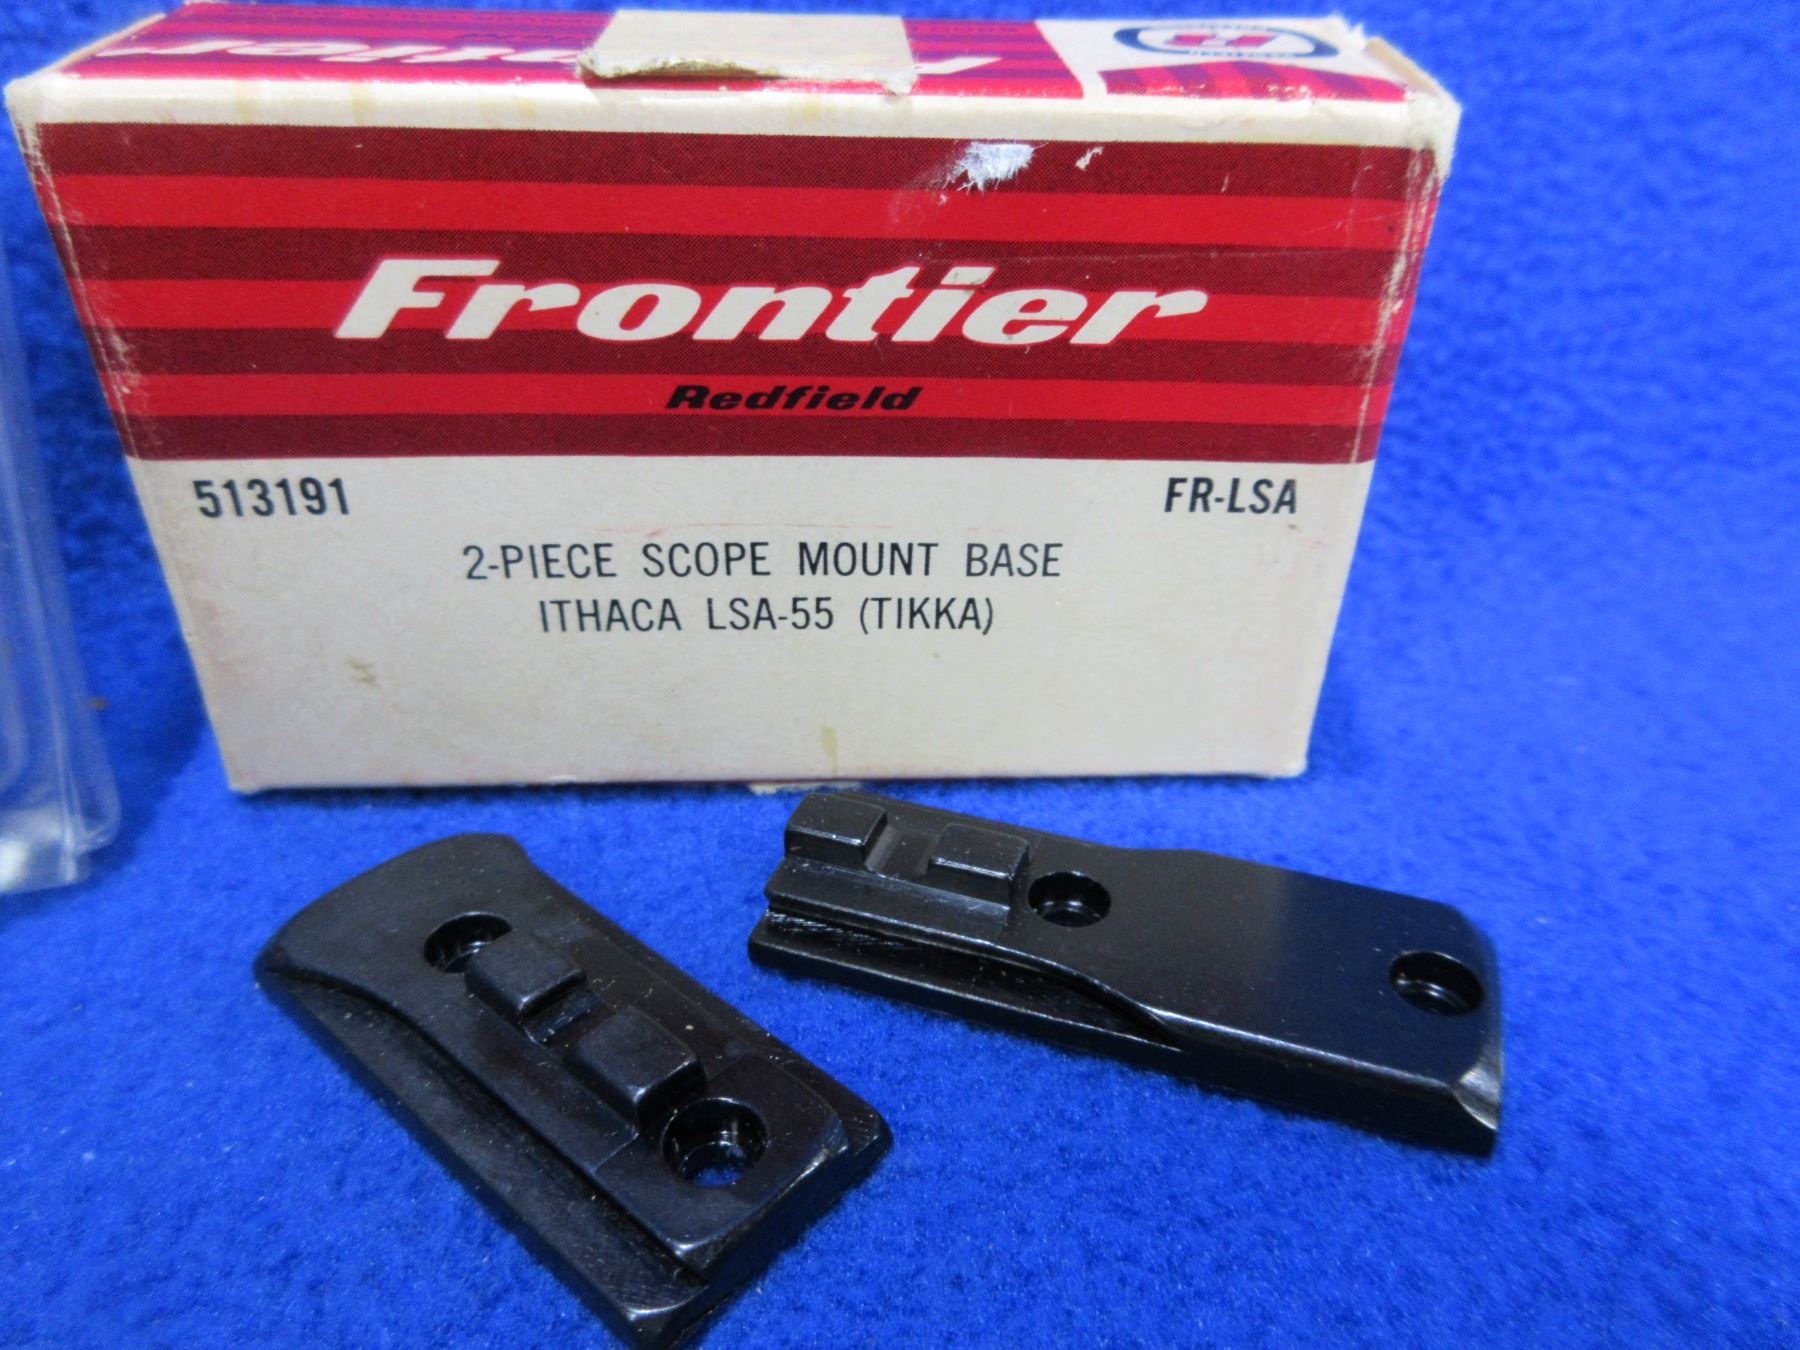 Frontier
Redfield
513191 FR-LSA
2-PIECE SCOPE MOUNT BASE
ITHACA LSA-55 (TIKKA)